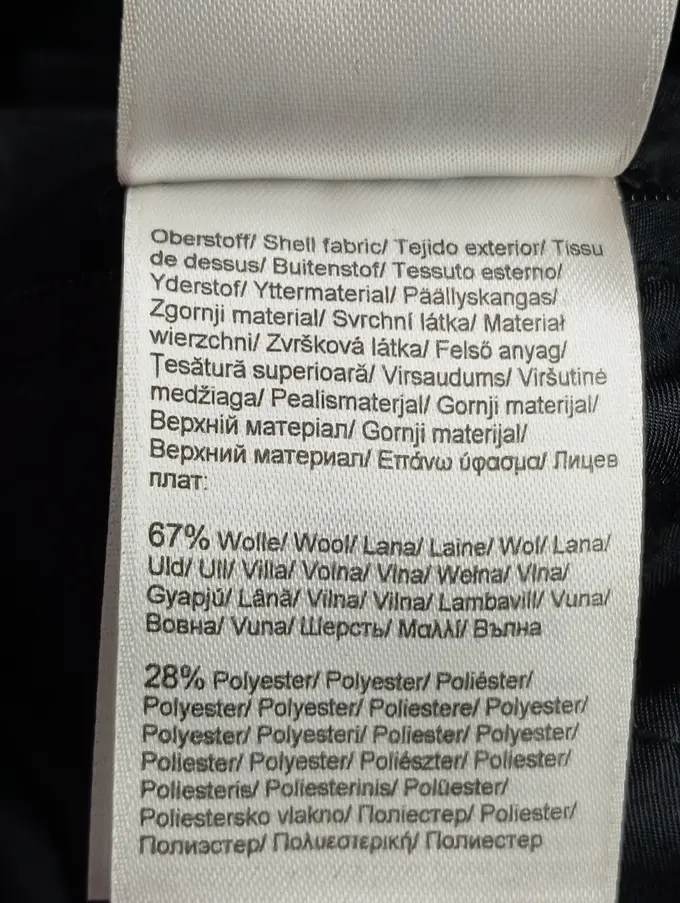 Oberstoff/ Shell fabric/ Tejido exterior/ Tissu
de dessus/ Buitenstof/ Tessuto esterno/
Yderstof/ Yttermaterial/ Päällyskangas/
Zgornji material/ Svrchní látka/ Materiał
wierzchni/ Zvršková látka/ Felső anyag/
Țesătură superioară/ Virsaudums/ Viršutinė
medžiaga/ Pealismaterjal/ Gornji materijal/
Верхній матеріал/ Gornji materijal/
Верхний материал/ Επάνω ύφασμα/ Лицев
плат:
67% Wolle/ Wool/ Lana/ Laine/ Wol/ Lana/
Uld/ Ull/ Villa/ Volna/ Vlna/ Wełna/ Vlna/
Gyapjú/ Lână/ Vilna/ Vilna/ Lambavill/ Vuna/
Вовна/ Vuna/ Шерсть/ Μαλλί/ Вълна
28% Polyester/ Polyester/ Poliéster/
Polyester/ Polyester/ Poliestere/ Polyester/
Polyester/ Polyesteri/ Poliester/ Polyester/
Poliester/ Polyester/ Poliészter/ Poliester/
Poliesteris/ Poliesterinis/ Polüester/
Poliestersko vlakno/ Поліестер/ Poliester/
Полиэстер/ Πολυεστερική/ Полиестер